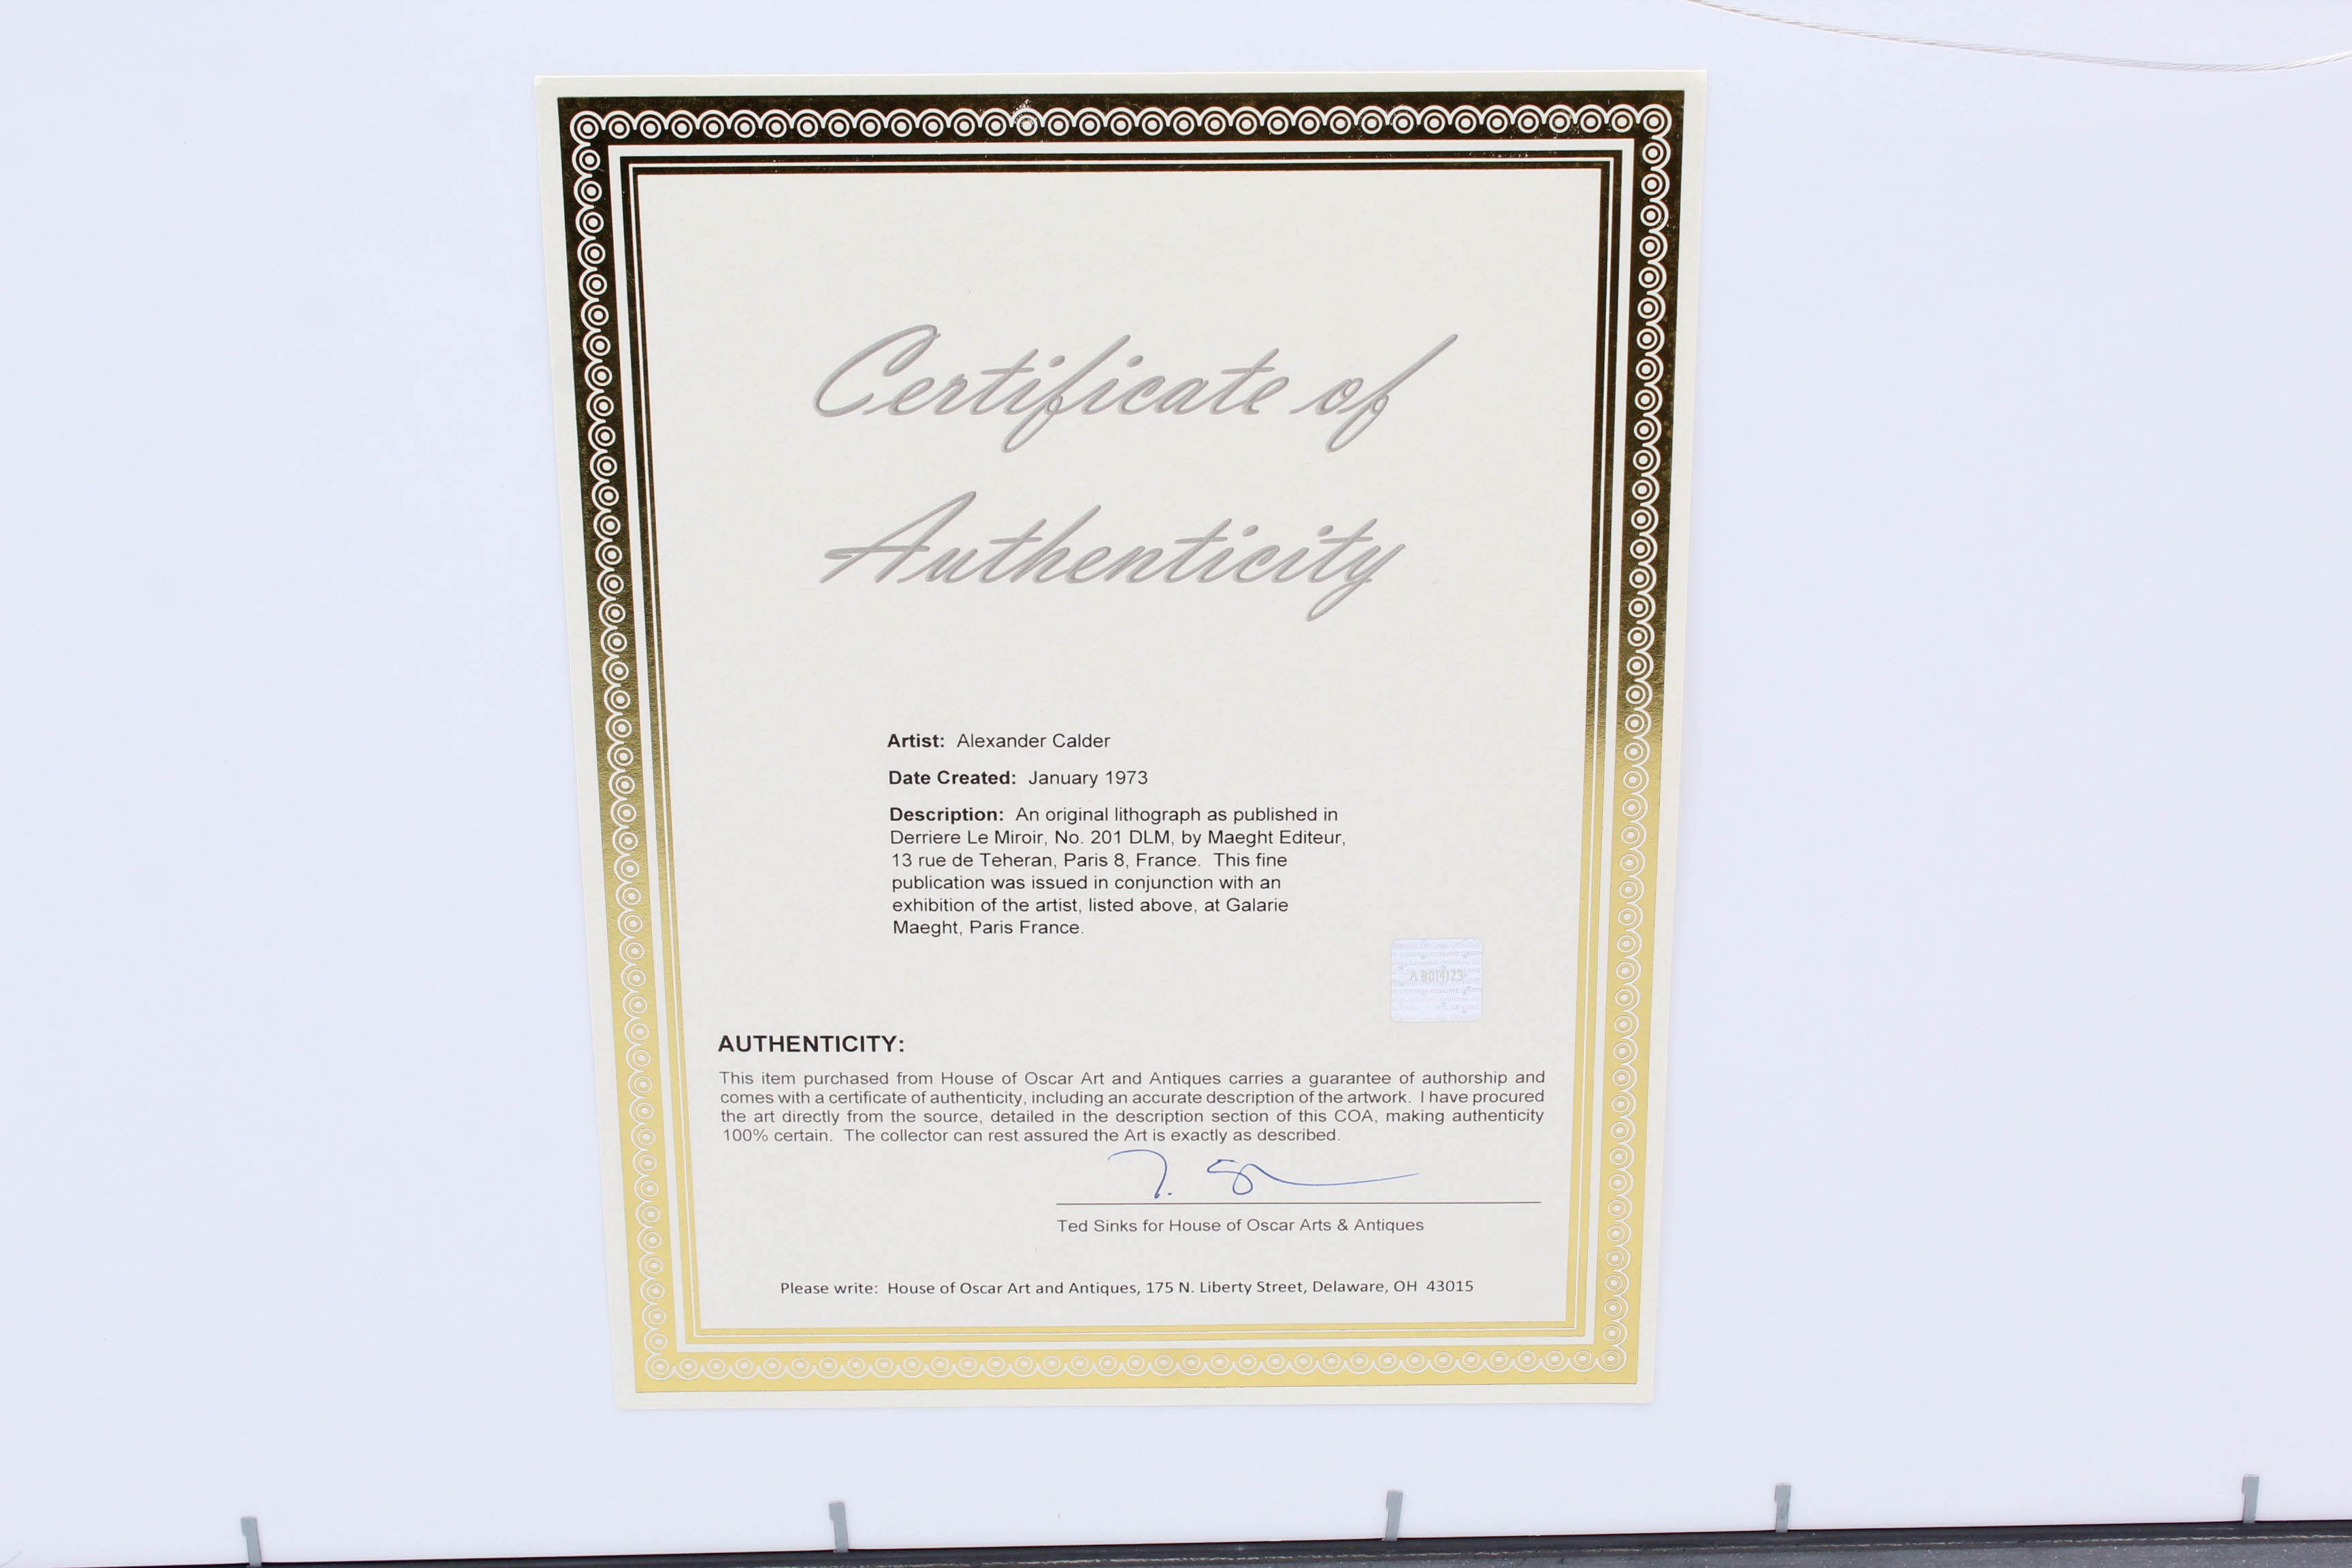 Certificate of
Authenticity
Artist: Alexander Calder
Date Created: January 1973
Description: An original lithograph as published in
Derriere Le Miroir, No. 201 DLM, by Maeght Editeur,
13 rue de Teheran, Paris 8, France. This fine
publication was issued in conjunction with an
exhibition of the artist, listed above, at Galarie
Maeght, Paris France.
AUTHENTICITY:
This item purchased from House of Oscar Art and Antiques carries a guarantee of authorship and
comes with a certificate of authenticity, including an accurate description of the artwork. I have procured
the art directly from the source, detailed in the description section of this COA, making authenticity
100% certain. The collector can rest assured the Art is exactly as described.
Ted Sinks for House of Oscar Arts & Antiques
Please write: House of Oscar Art and Antiques, 175 N. Liberty Street, Delaware, OH 43015